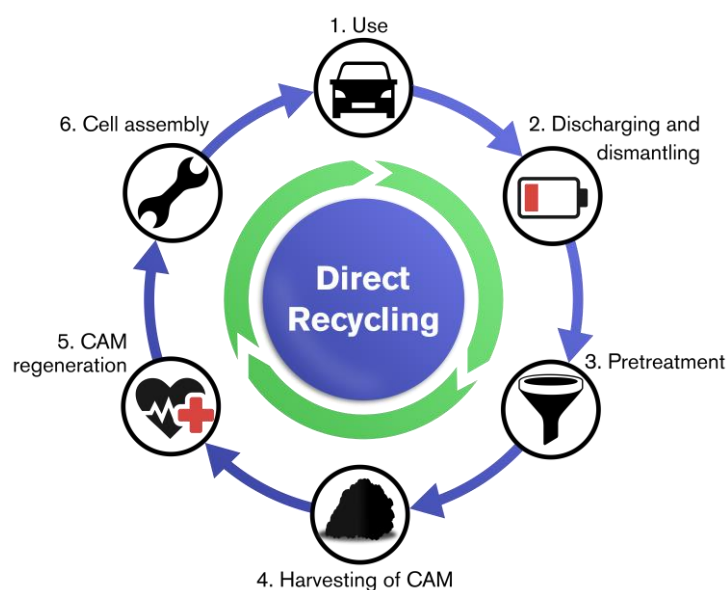 1. Use
2. Discharging and
dismantling
3. Pretreatment
4. Harvesting of CAM
5. CAM
regeneration
6. Cell assembly
Direct
Recycling